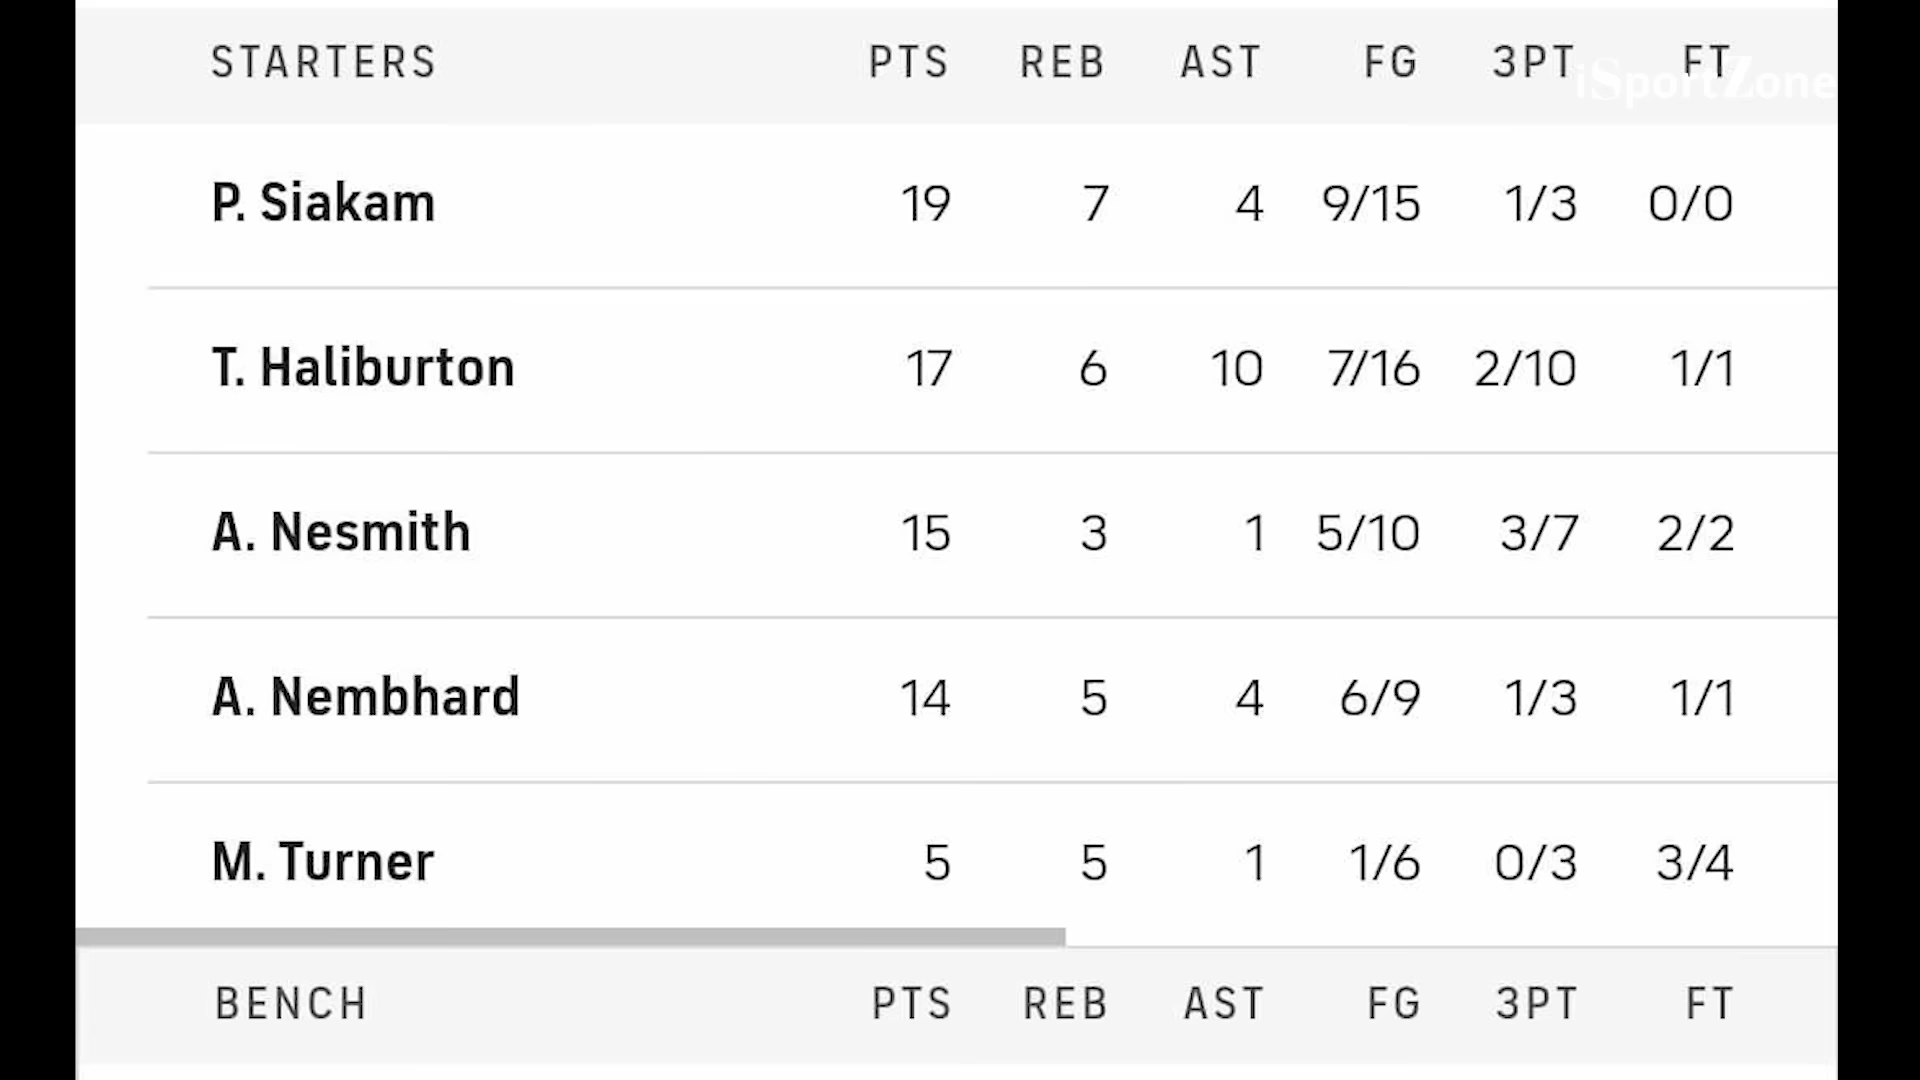 STARTERS PTS REB AST FG 3PT FT
iSportZone
P. Siakam 19 7 4 9/15 1/3 0/0
T. Haliburton 17 6 10 7/16 2/10 1/1
A. Nesmith 15 3 1 5/10 3/7 2/2
A. Nembhard 14 5 4 6/9 1/3 1/1
M. Turner 5 5 1 1/6 0/3 3/4
BENCH PTS REB AST FG 3PT FT